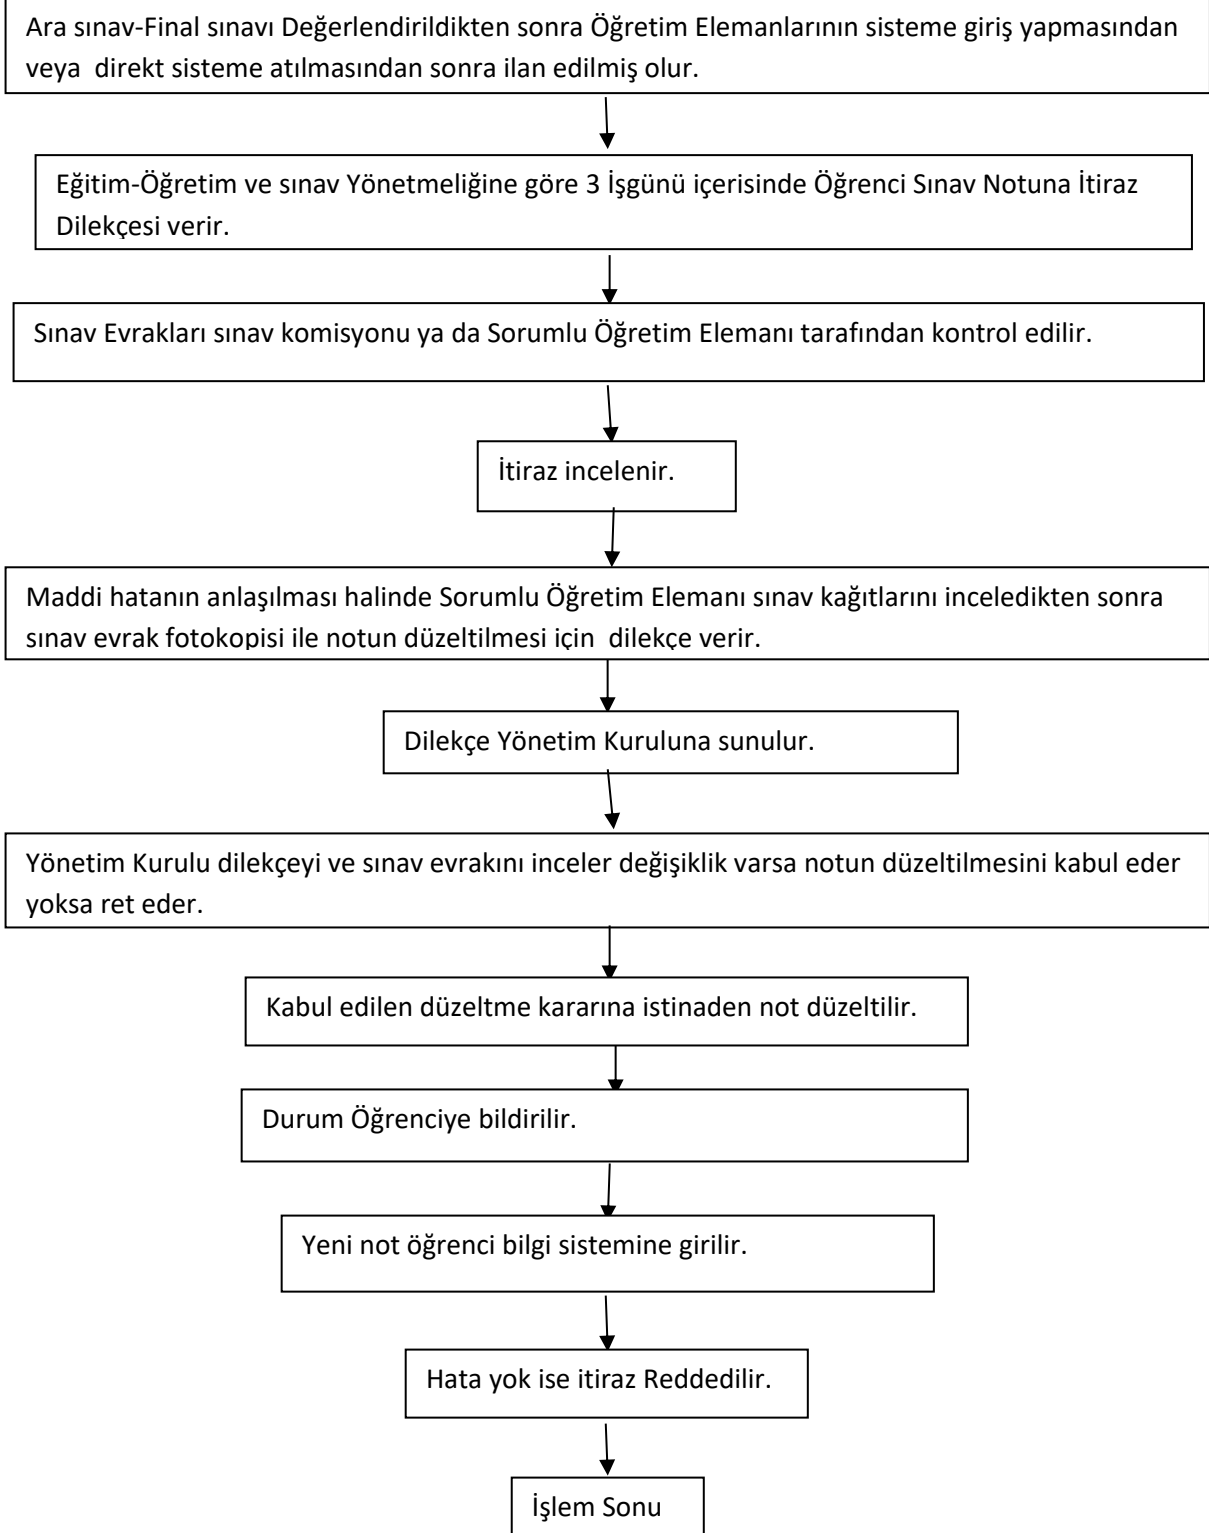 Ara sınav-Final sınavı Değerlendirildikten sonra Öğretim Elemanlarının sisteme giriş yapmasından
veya  direkt sisteme atılmasından sonra ilan edilmiş olur.
Eğitim-Öğretim ve sınav Yönetmeliğine göre 3 İşgünü içerisinde Öğrenci Sınav Notuna İtiraz
Dilekçesi verir.
Sınav Evrakları sınav komisyonu ya da Sorumlu Öğretim Elemanı tarafından kontrol edilir.
İtiraz incelenir.
Maddi hatanın anlaşılması halinde Sorumlu Öğretim Elemanı sınav kağıtlarını inceledikten sonra
sınav evrak fotokopisi ile notun düzeltilmesi için  dilekçe verir.
Dilekçe Yönetim Kuruluna sunulur.
Yönetim Kurulu dilekçeyi ve sınav evrakını inceler değişiklik varsa notun düzeltilmesini kabul eder
yoksa ret eder.
Kabul edilen düzeltme kararına istinaden not düzeltilir.
Durum Öğrenciye bildirilir.
Yeni not öğrenci bilgi sistemine girilir.
Hata yok ise itiraz Reddedilir.
İşlem Sonu